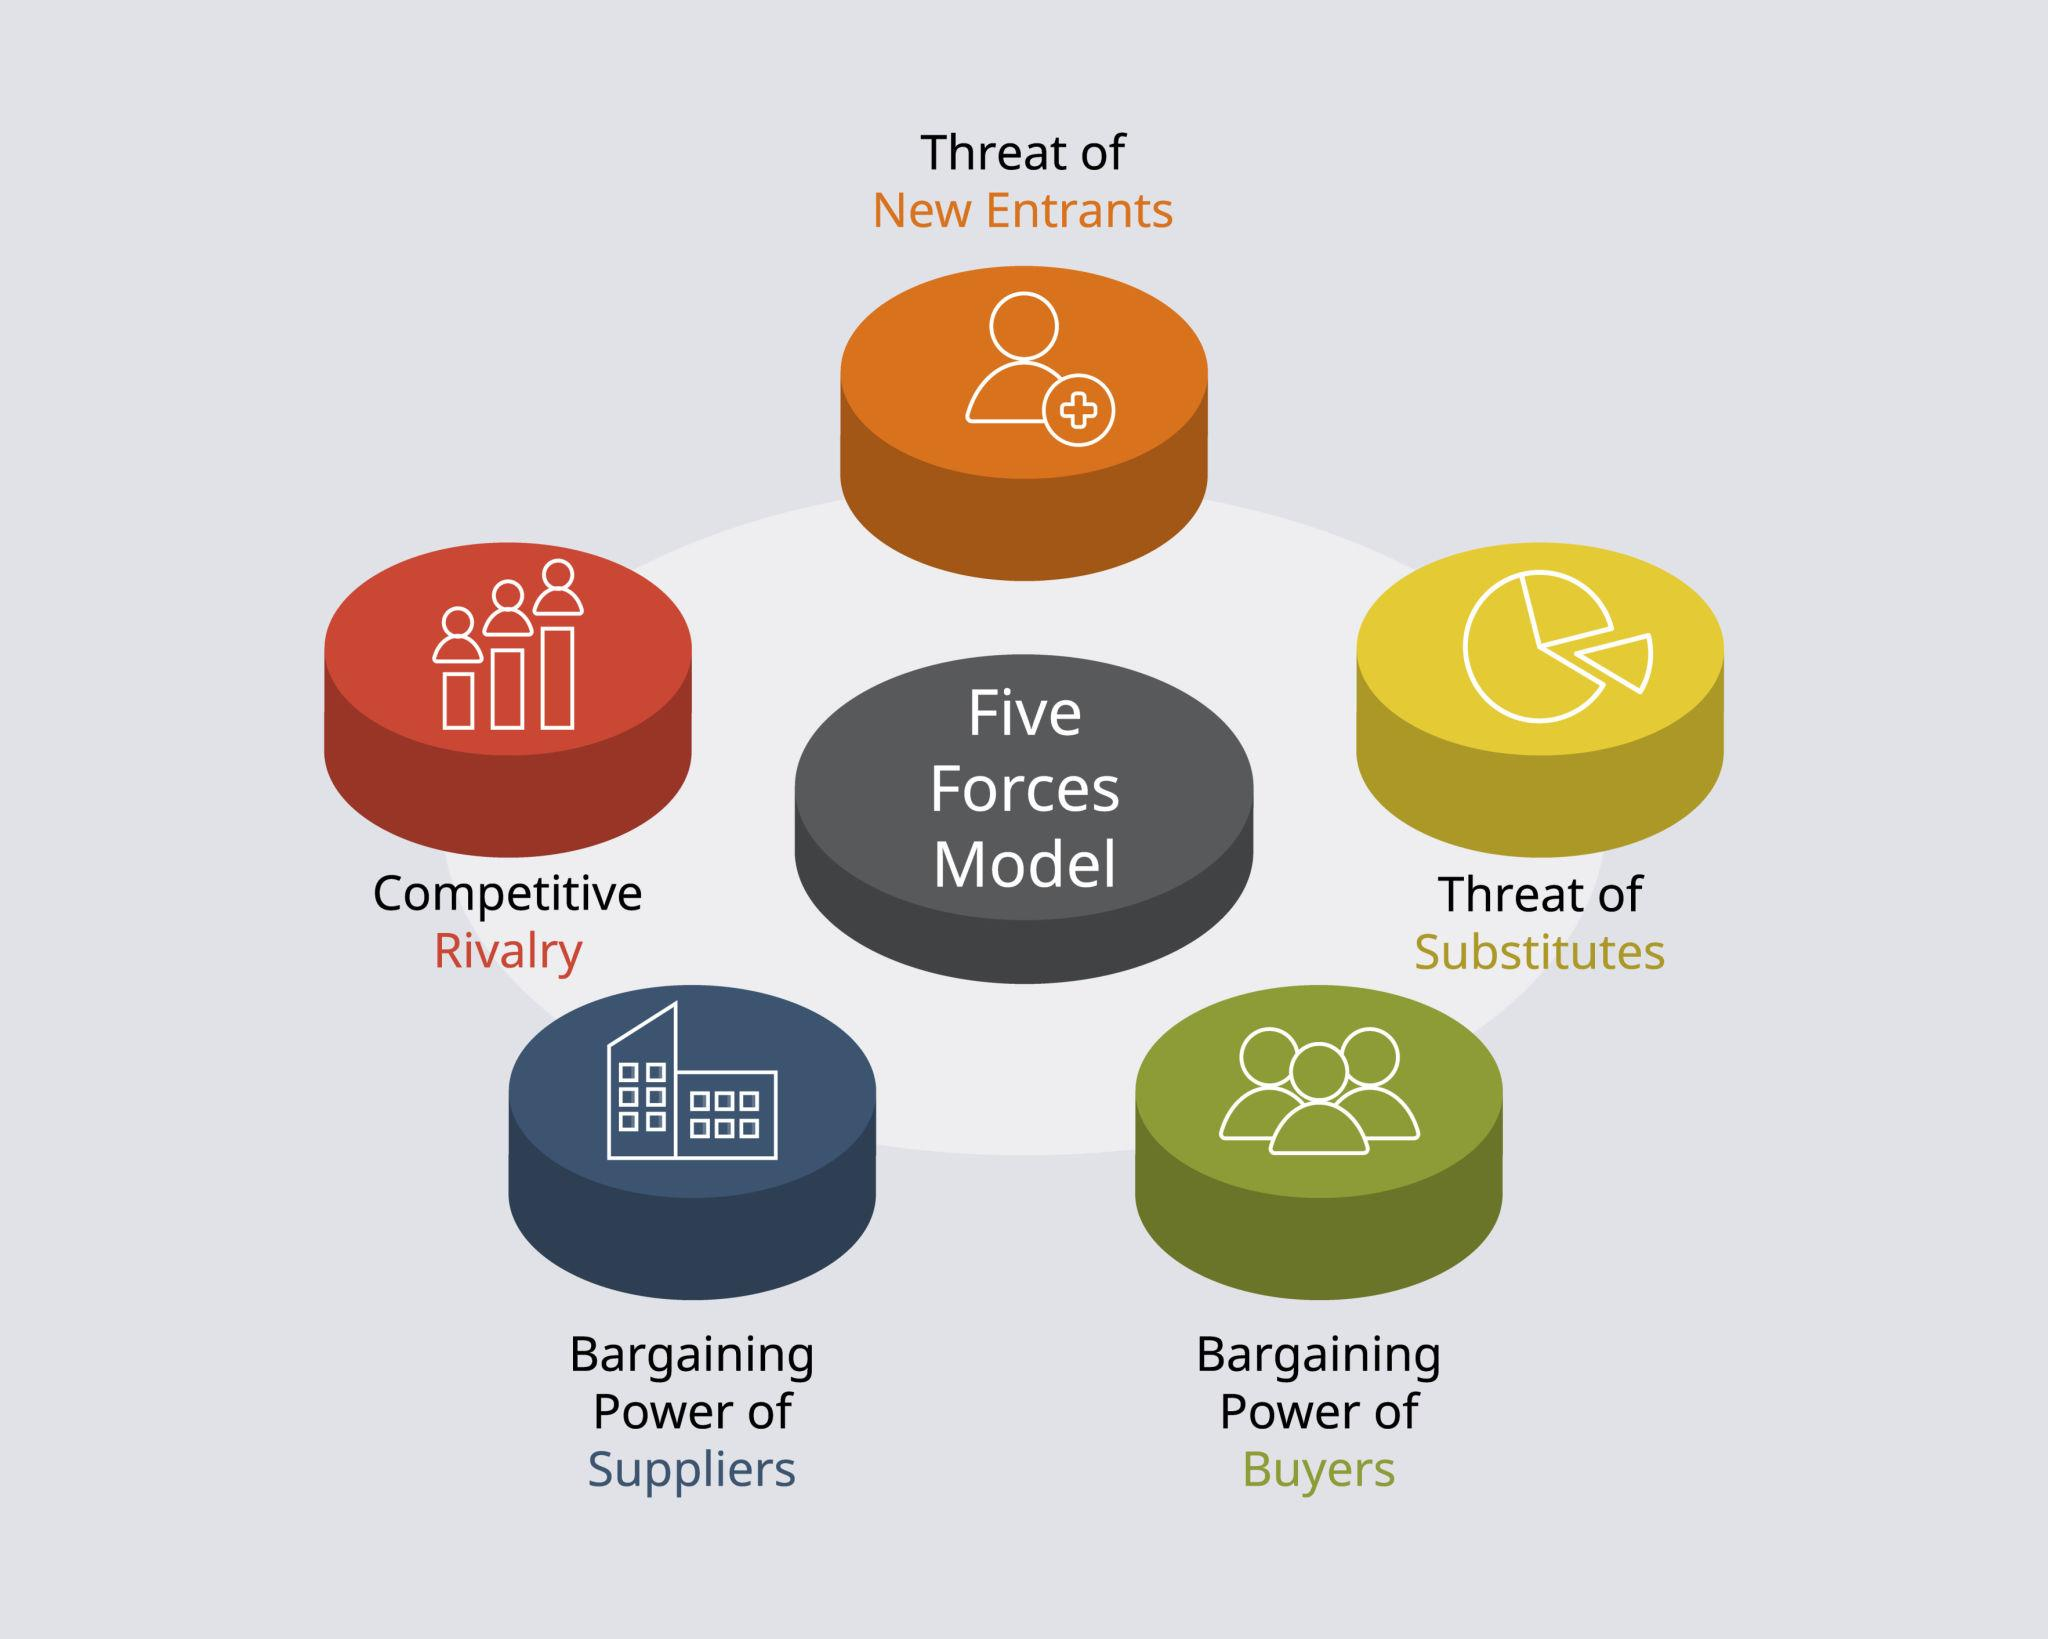 Threat of
New Entrants
Five
Forces
Model
Competitive
Rivalry
Threat of
Substitutes
Bargaining
Power of
Suppliers
Bargaining
Power of
Buyers